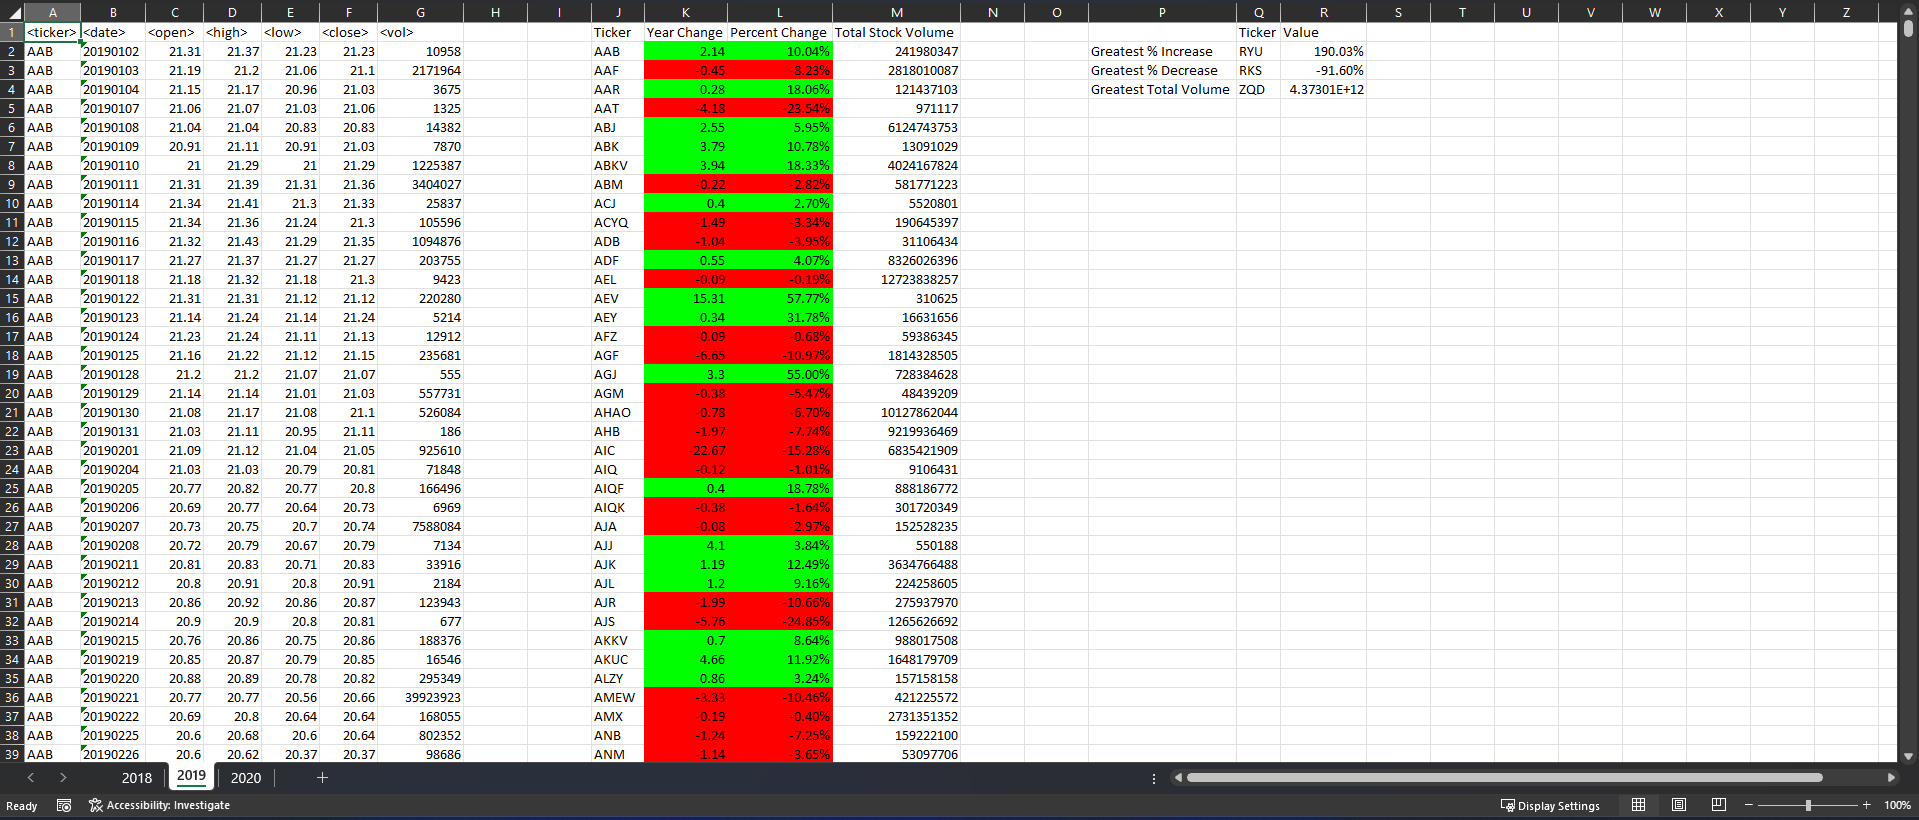 A B C D E F G H I J K L M N O P Q R S T U V W X Y Z
1 <ticker> <date> <open> <high> <low> <close> <vol> Ticker Year Change Percent Change Total Stock Volume Ticker Value
2 AAB 20190102 21.31 21.37 21.23 21.23 10958 AAB 2.14 10.04% 241980347 Greatest % Increase RYU 190.03%
3 AAB 20190103 21.19 21.2 21.06 21.1 2171964 AAF -0.45 -8.23% 2818010087 Greatest % Decrease RKS -91.60%
4 AAB 20190104 21.15 21.17 20.96 21.03 3675 AAR 0.28 18.06% 121437103 Greatest Total Volume ZQD 4.37301E+12
5 AAB 20190107 21.06 21.07 21.03 21.06 1325 AAT -4.18 -23.54% 971117
6 AAB 20190108 21.04 21.04 20.83 20.83 14382 ABJ 2.55 5.95% 6124743753
7 AAB 20190109 20.91 21.11 20.91 21.03 7870 ABK 3.79 10.78% 13091029
8 AAB 20190110 21 21.29 21 21.29 1225387 ABKV 3.94 18.33% 4024167824
9 AAB 20190111 21.31 21.39 21.31 21.36 3404027 ABM -0.22 -2.82% 581771223
10 AAB 20190114 21.34 21.41 21.3 21.33 25837 ACJ 0.4 2.70% 5520801
11 AAB 20190115 21.34 21.36 21.24 21.3 105596 ACYQ -1.49 -3.34% 190645397
12 AAB 20190116 21.32 21.43 21.29 21.35 1094876 ADB -1.04 -3.95% 31106434
13 AAB 20190117 21.27 21.37 21.27 21.27 203755 ADF 0.55 4.07% 8326026396
14 AAB 20190118 21.18 21.32 21.18 21.3 9423 AEL -0.09 -0.19% 12723838257
15 AAB 20190122 21.31 21.31 21.12 21.12 220280 AEV 15.31 57.77% 310625
16 AAB 20190123 21.14 21.24 21.14 21.24 5214 AEY 0.34 31.78% 16631656
17 AAB 20190124 21.23 21.24 21.11 21.13 12912 AFZ -0.09 -0.68% 59386345
18 AAB 20190125 21.16 21.22 21.12 21.15 235681 AGF -6.65 -10.97% 1814328505
19 AAB 20190128 21.2 21.2 21.07 21.07 555 AGJ 3.3 55.00% 728384628
20 AAB 20190129 21.14 21.14 21.01 21.03 557731 AGM -0.38 -5.47% 48439209
21 AAB 20190130 21.08 21.17 21.08 21.1 526084 AHAO -0.78 -6.70% 10127862044
22 AAB 20190131 21.03 21.11 20.95 21.11 186 AHB -1.97 -7.74% 9219936469
23 AAB 20190201 21.09 21.12 21.04 21.05 925610 AIC -22.67 -15.28% 6835421909
24 AAB 20190204 21.03 21.03 20.79 20.81 71848 AIQ -0.12 -1.01% 9106431
25 AAB 20190205 20.77 20.82 20.77 20.8 166496 AIQF 0.4 18.78% 888186772
26 AAB 20190206 20.69 20.77 20.64 20.73 6969 AIQK -0.38 -1.64% 301720349
27 AAB 20190207 20.73 20.75 20.7 20.74 7588084 AJA -0.08 -2.97% 152528235
28 AAB 20190208 20.72 20.79 20.67 20.79 7134 AJJ 4.1 3.84% 550188
29 AAB 20190211 20.81 20.83 20.71 20.83 33916 AJK 1.19 12.49% 3634766488
30 AAB 20190212 20.8 20.91 20.8 20.91 2184 AJL 1.2 9.16% 224258605
31 AAB 20190213 20.86 20.92 20.86 20.87 123943 AJR -1.99 -10.66% 275937970
32 AAB 20190214 20.9 20.9 20.8 20.81 677 AJS -5.76 -24.85% 1265626692
33 AAB 20190215 20.76 20.86 20.75 20.86 188376 AKKV 0.7 8.64% 988017508
34 AAB 20190219 20.85 20.87 20.79 20.85 16546 AKUC 4.66 11.92% 1648179709
35 AAB 20190220 20.88 20.89 20.78 20.82 295349 ALZY 0.86 3.24% 157158158
36 AAB 20190221 20.77 20.77 20.56 20.66 39923923 AMEW -3.33 -10.46% 421225572
37 AAB 20190222 20.69 20.8 20.64 20.64 168055 AMX -0.19 -0.40% 2731351352
38 AAB 20190225 20.6 20.68 20.6 20.64 802352 ANB -1.24 -7.25% 159222100
39 AAB 20190226 20.6 20.62 20.37 20.37 98686 ANM -1.14 -3.65% 53097706
2018 2019 2020
Ready Accessibility: Investigate Display Settings 100%